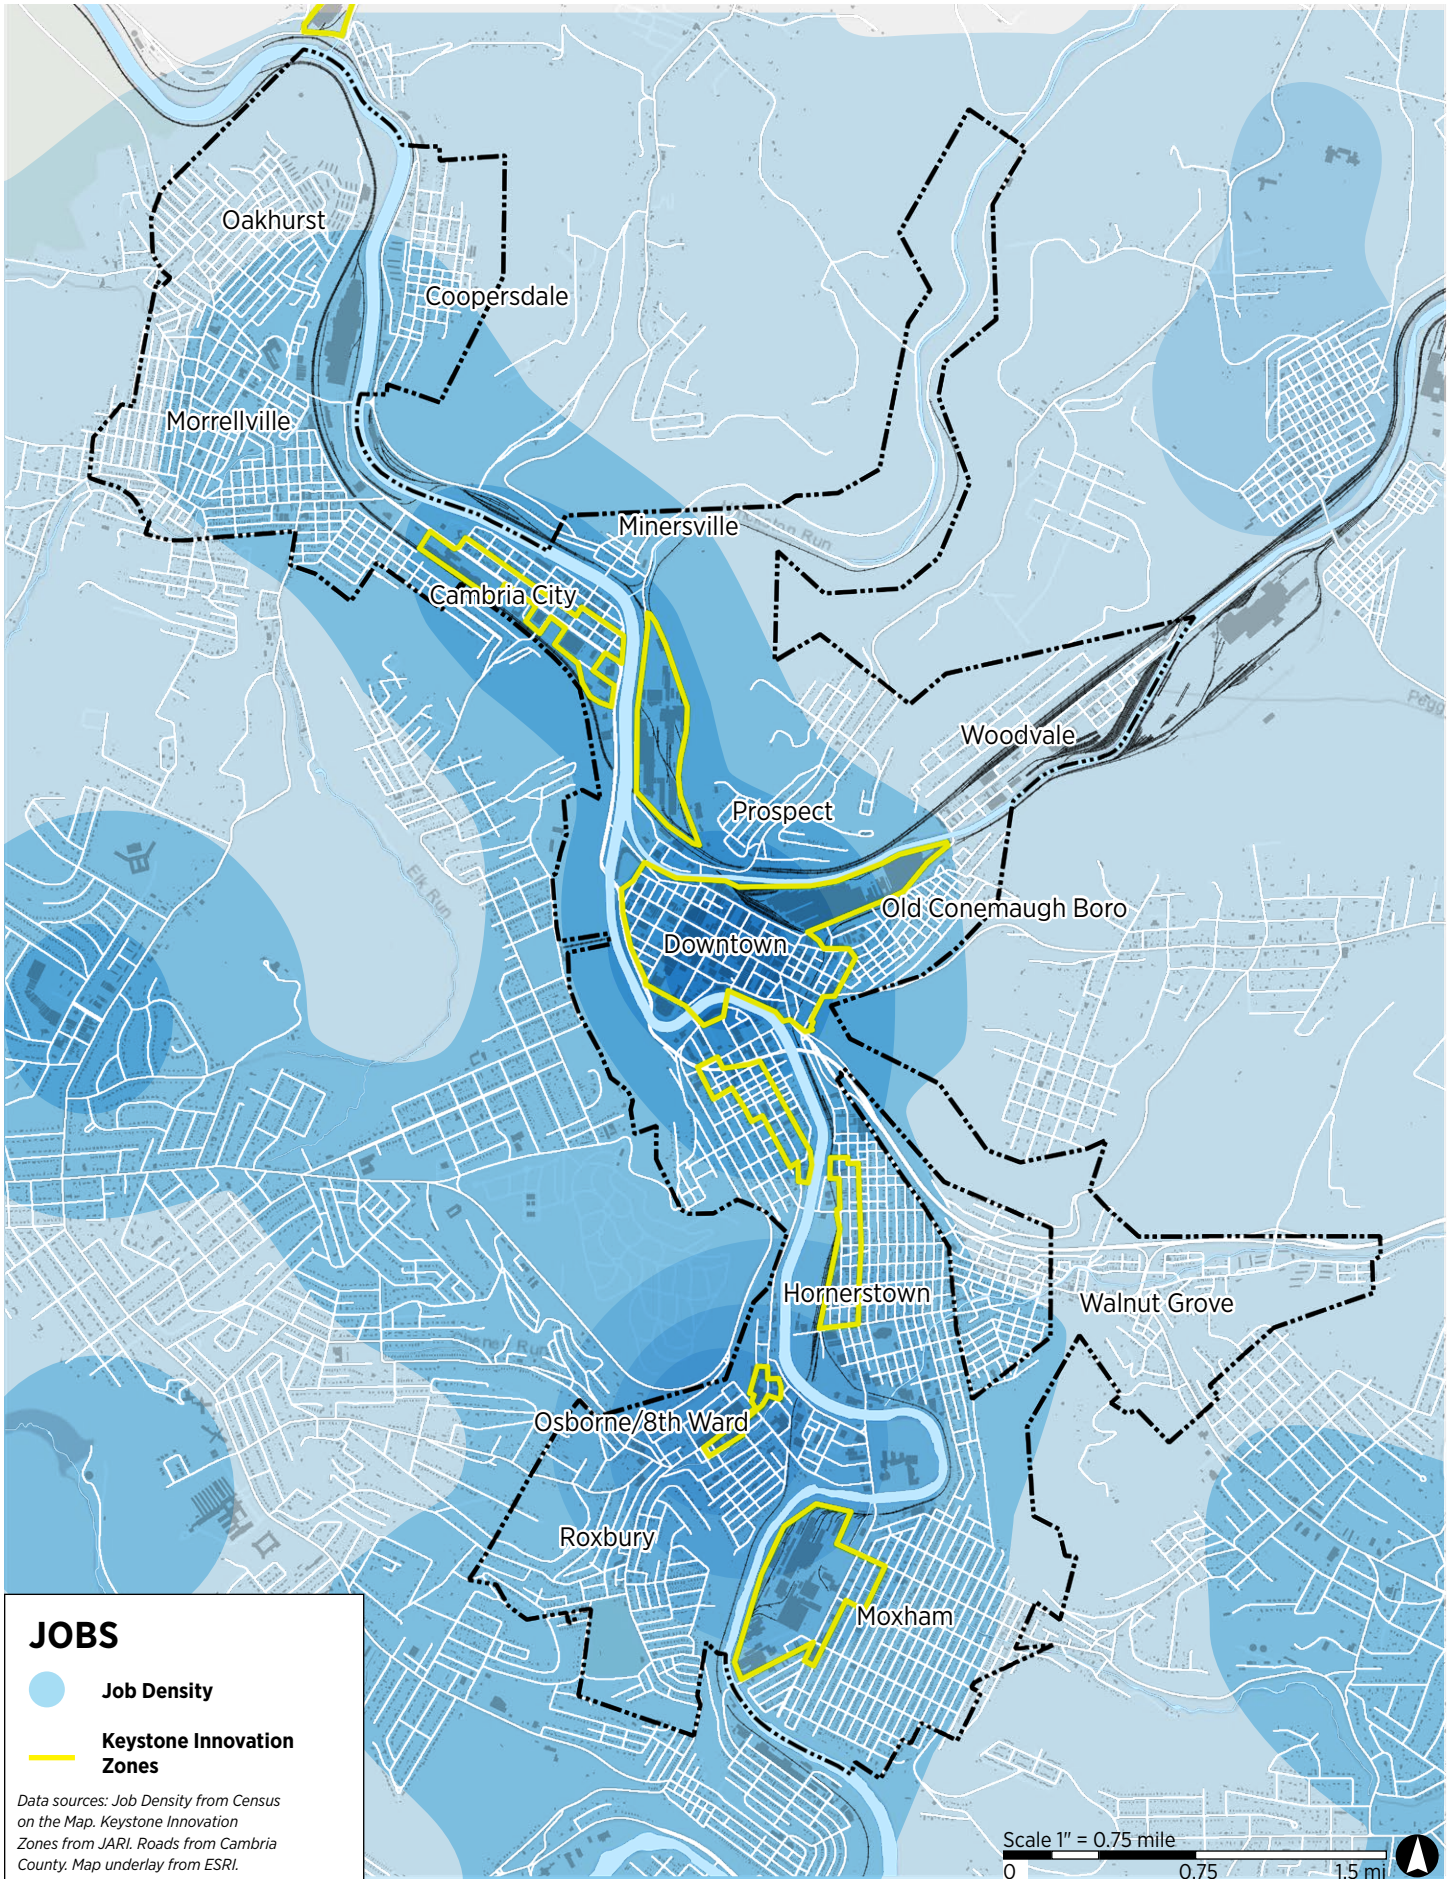 Oakhurst
Coopersdale
Morrellville
Minersville
Run
Cambria City
Woodvale
Prospect
Elk Run
Old Conemaugh Boro
Downtown
Hornerstown
Walnut Grove
Run
Osborne/8th Ward
Roxbury
Moxham
JOBS
Job Density
Keystone Innovation
Zones
Data sources: Job Density from Census
on the Map. Keystone Innovation
Zones from JARI. Roads from Cambria
County. Map underlay from ESRI.
Scale 1" = 0.75 mile
0 0.75 1.5 mi